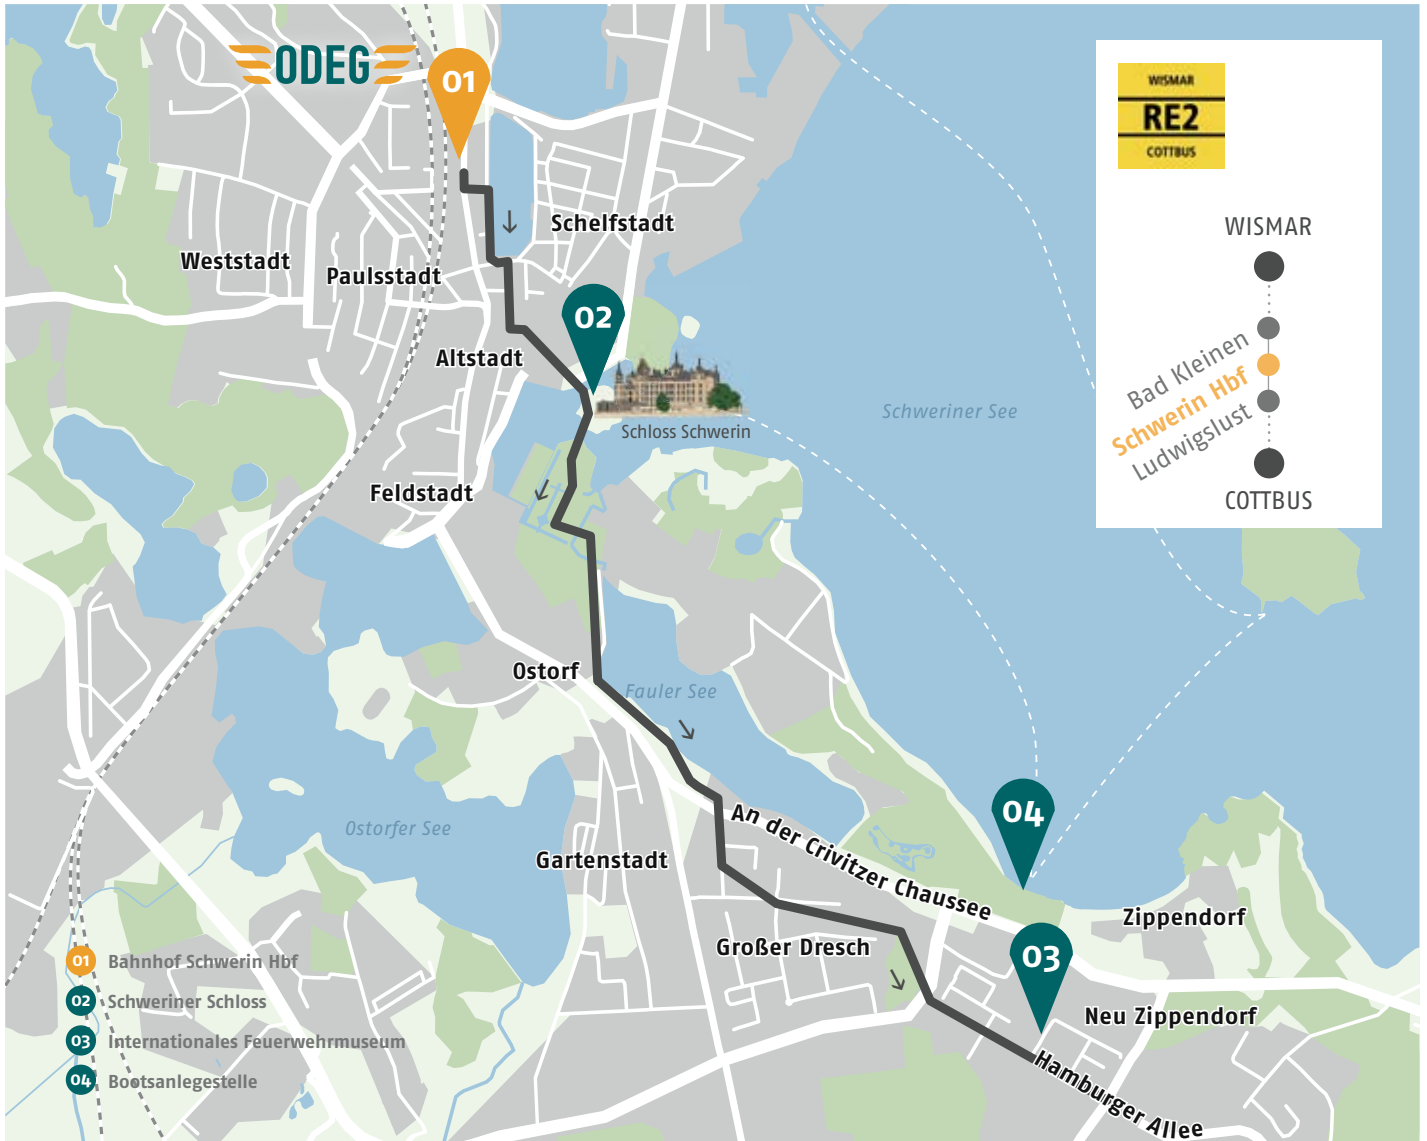 ODEG
01
WISMAR
RE2
COTTBUS
WISMAR
Bad Kleinen
Schwerin Hbf
Ludwigslust
COTTBUS
Schelfstadt
Weststadt
Paulsstadt
02
Altstadt
Schweriner See
Schloss Schwerin
Feldstadt
Ostorf
Fauler See
04
An der Crivitzer Chaussee
Ostorfer See
Gartenstadt
Zippendorf
Großer Dresch
03
Neu Zippendorf
Hamburger Allee
01 Bahnhof Schwerin Hbf
02 Schweriner Schloss
03 Internationales Feuerwehrmuseum
04 Bootsanlegestelle